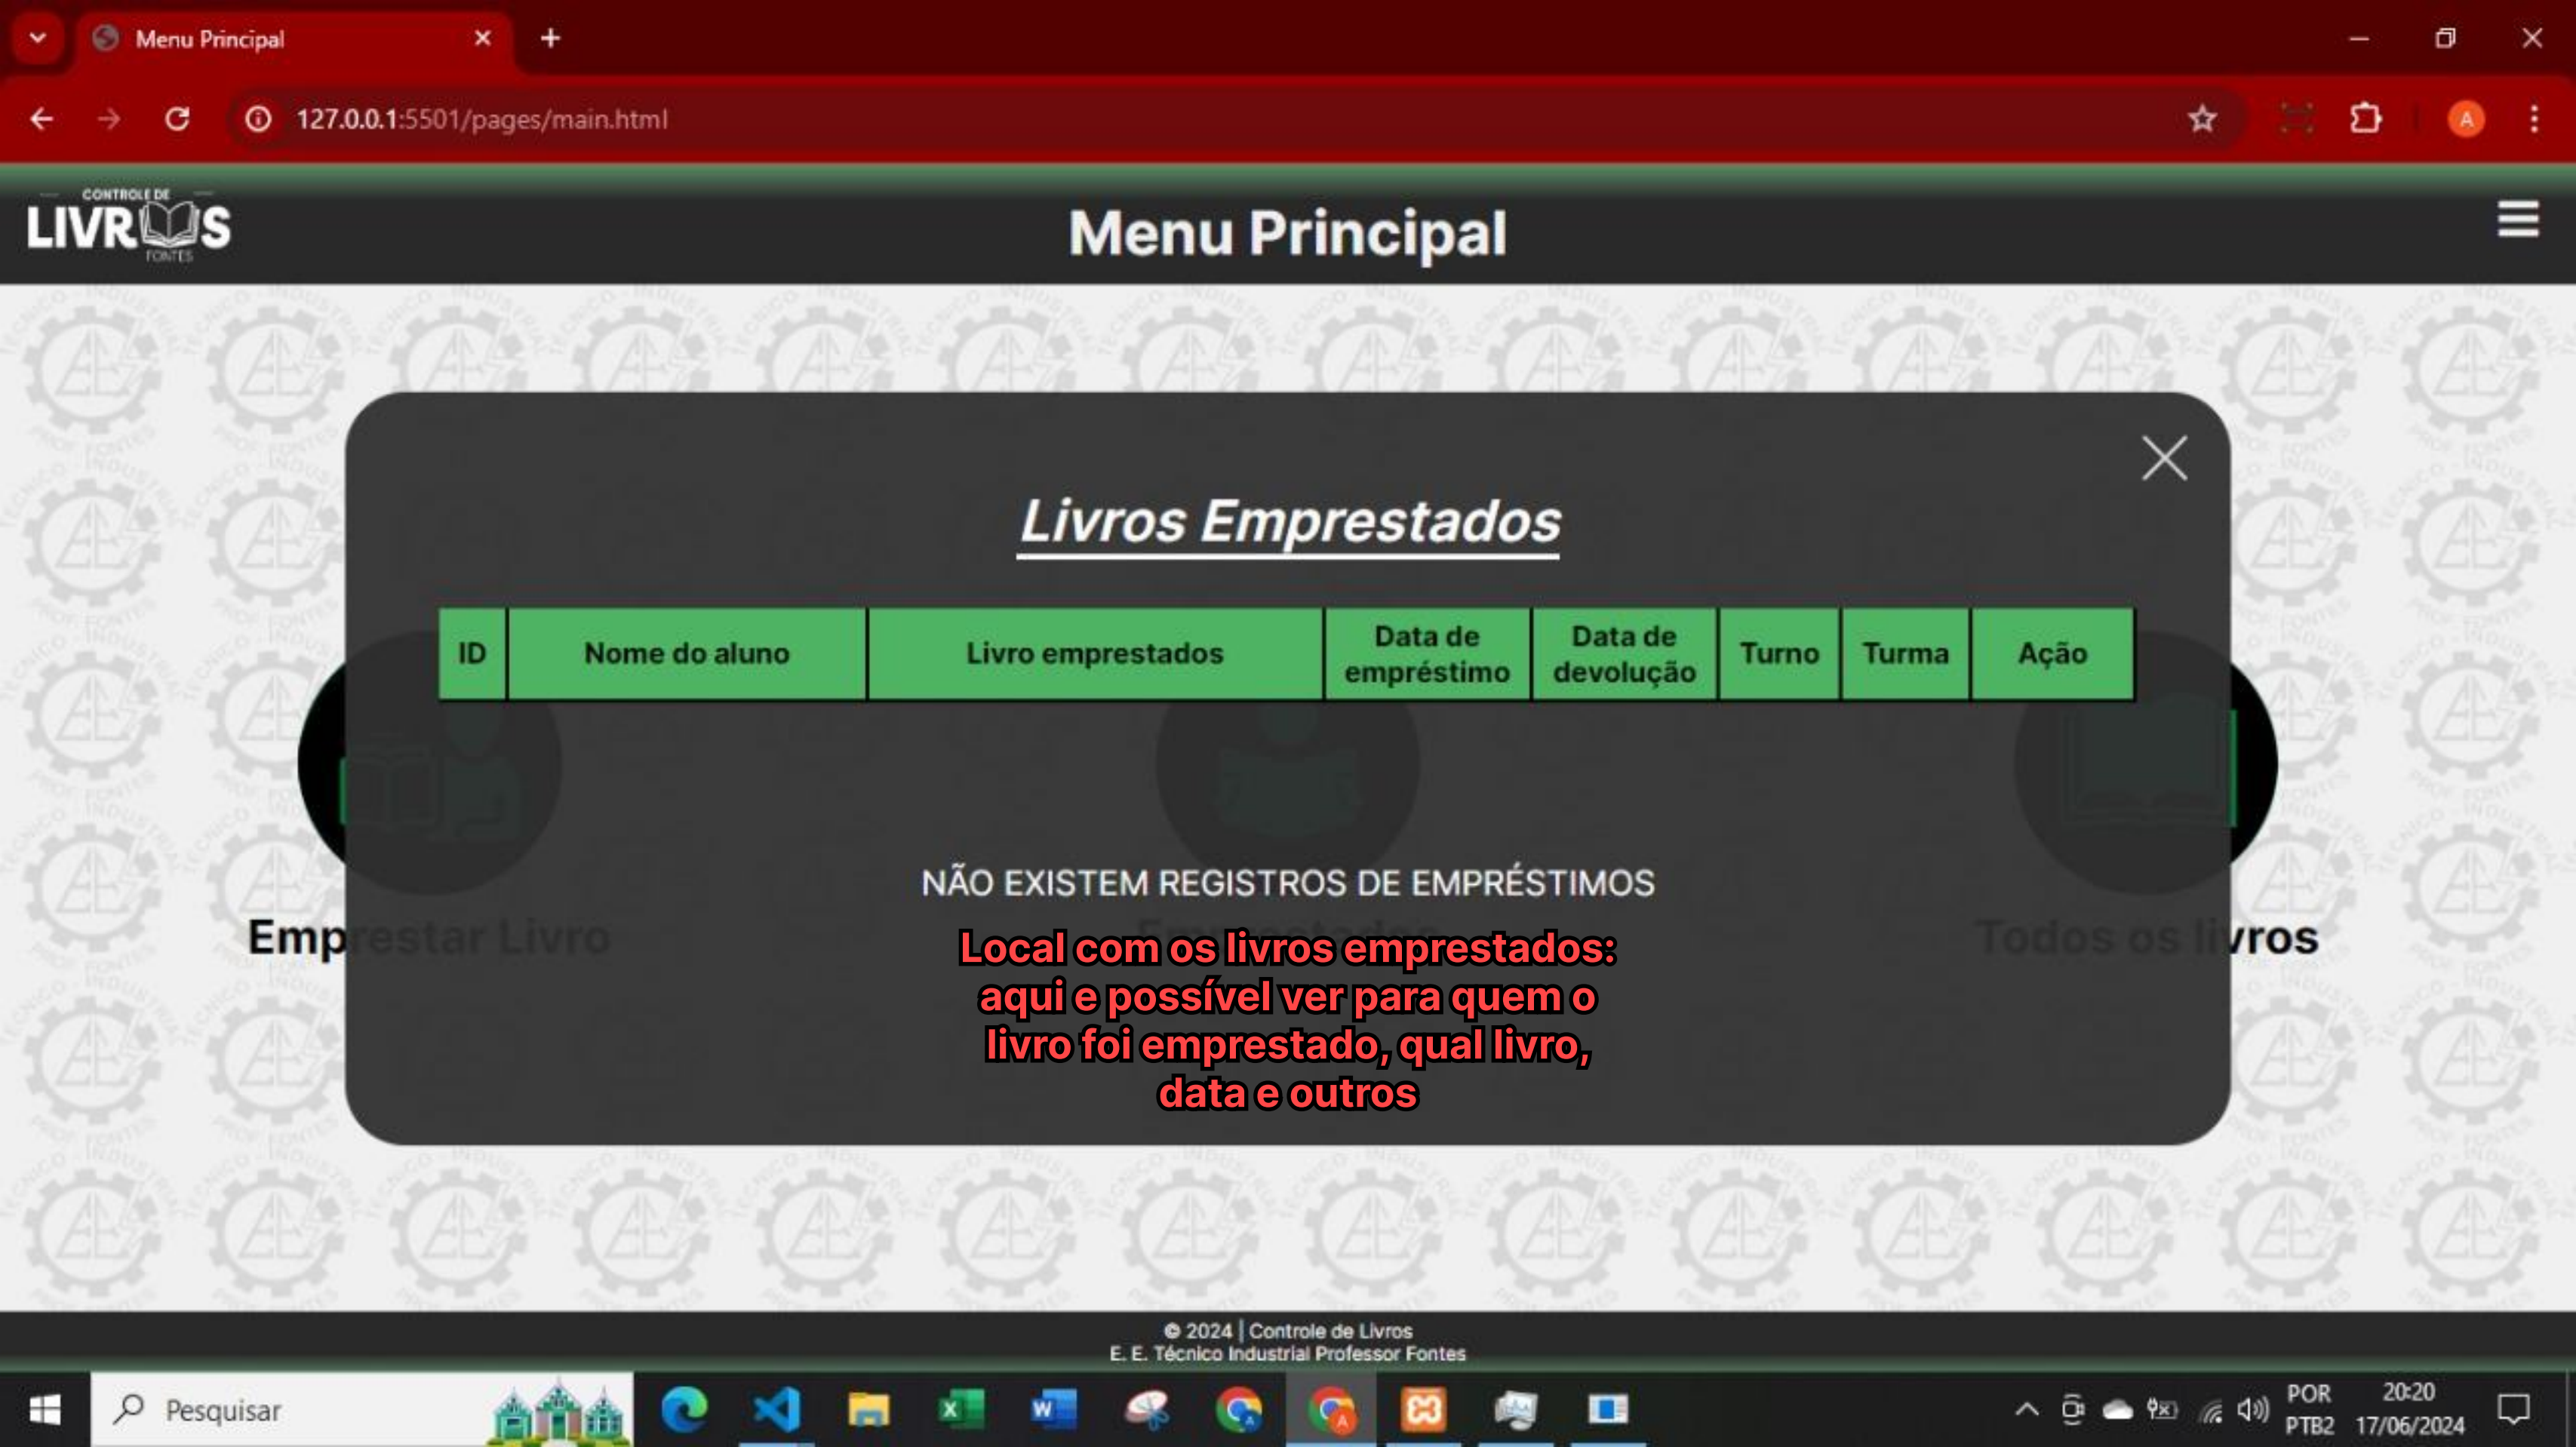 Menu Principal
127.0.0.1:5501/pages/main.html
A
CONTROLE DE
LIVROS
FONTES
Menu Principal
Livros Emprestados
ID
Nome do aluno
Livro emprestados
Data de
empréstimo
Data de
devolução
Turno
Turma
Ação
NÃO EXISTEM REGISTROS DE EMPRÉSTIMOS
Emprestar Livro
Todos os livros
Local com os livros emprestados:
aqui e possível ver para quem o
livro foi emprestado, qual livro,
data e outros
© 2024 | Controle de Livros
E. E. Técnico Industrial Professor Fontes
Pesquisar
POR
PTB2
20:20
17/06/2024